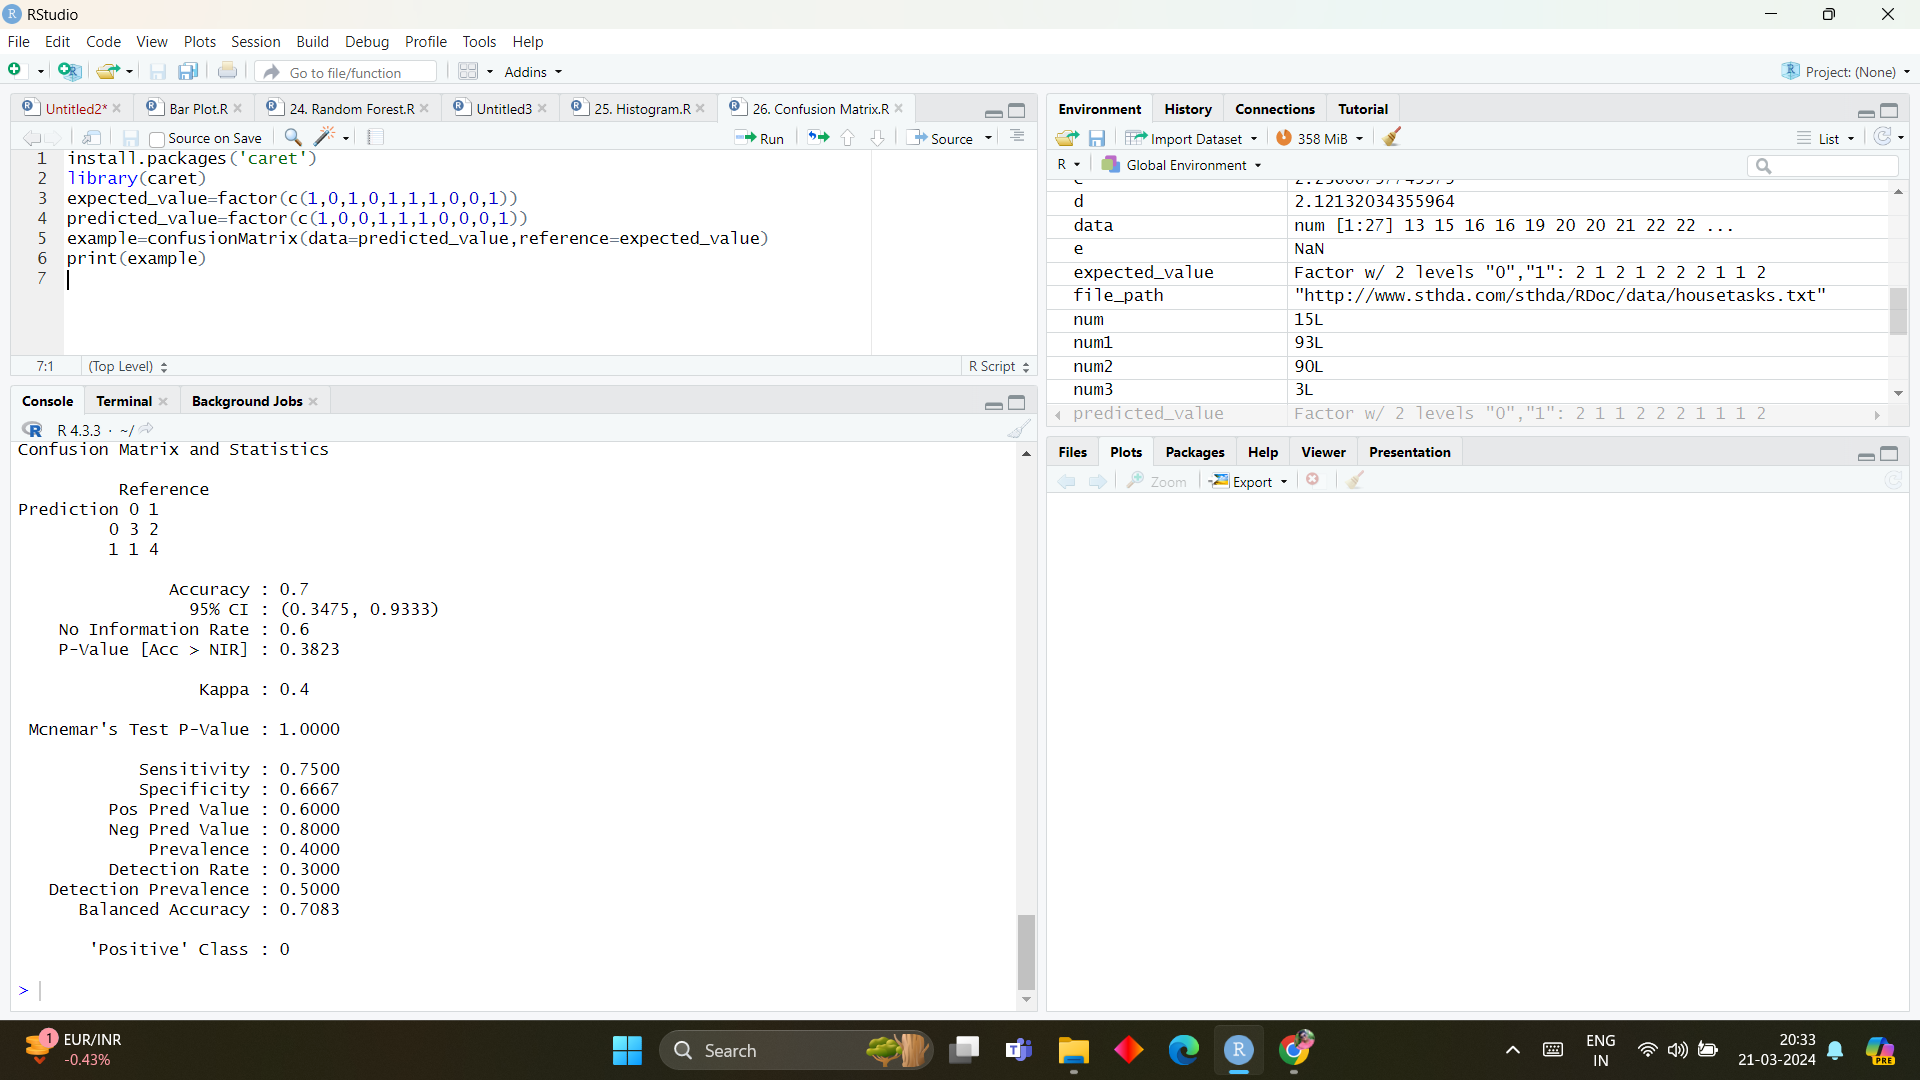 RStudio
File Edit Code View Plots Session Build Debug Profile Tools Help
Go to file/function Addins Project: (None)
Untitled2* Bar Plot.R 24. Random Forest.R Untitled3 25. Histogram.R 26. Confusion Matrix.R
Source on Save Run Source
1 install.packages('caret')
2 library(caret)
3 expected_value=factor(c(1,0,1,0,1,1,1,0,0,1))
4 predicted_value=factor(c(1,0,0,1,1,1,0,0,0,1))
5 example=confusionMatrix(data=predicted_value,reference=expected_value)
6 print(example)
7
7:1 (Top Level) R Script
Console Terminal Background Jobs
R 4.3.3 · ~/
Confusion Matrix and Statistics
Reference
Prediction 0 1
0 3 2
1 1 4
Accuracy : 0.7
95% CI : (0.3475, 0.9333)
No Information Rate : 0.6
P-Value [Acc > NIR] : 0.3823
Kappa : 0.4
Mcnemar's Test P-Value : 1.0000
Sensitivity : 0.7500
Specificity : 0.6667
Pos Pred Value : 0.6000
Neg Pred Value : 0.8000
Prevalence : 0.4000
Detection Rate : 0.3000
Detection Prevalence : 0.5000
Balanced Accuracy : 0.7083
'Positive' Class : 0
>
Environment History Connections Tutorial
Import Dataset 358 MiB List
R Global Environment
d 2.12132034355964
data num [1:27] 13 15 16 16 19 20 20 21 22 22 ...
e NaN
expected_value Factor w/ 2 levels "0","1": 2 1 2 1 2 2 2 1 1 2
file_path "http://www.sthda.com/sthda/RDoc/data/housetasks.txt"
num 15L
num1 93L
num2 90L
num3 3L
predicted_value Factor w/ 2 levels "0","1": 2 1 1 2 2 2 1 1 1 2
Files Plots Packages Help Viewer Presentation
Zoom Export
1 EUR/INR
-0.43%
Search
ENG
IN
20:33
21-03-2024
PRE